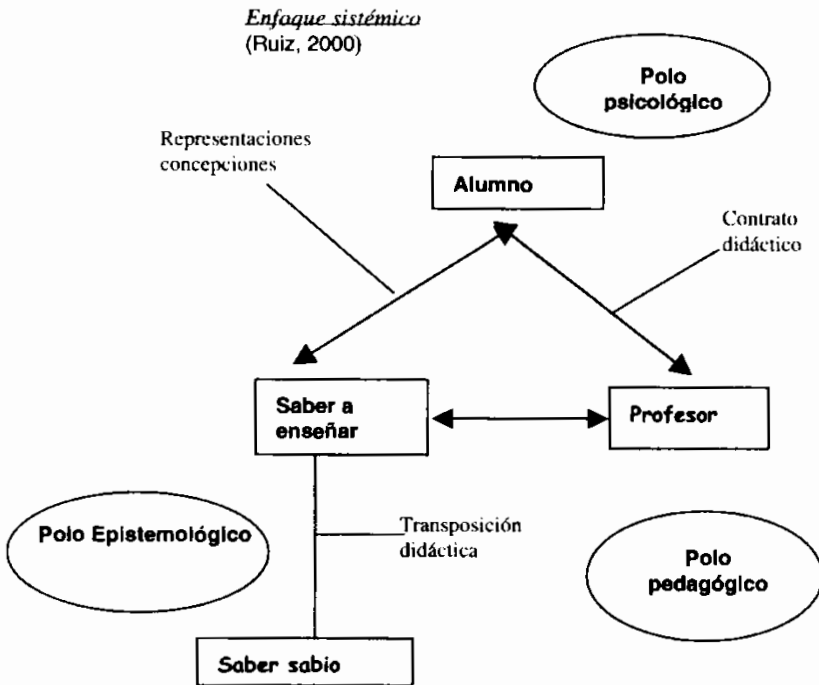 Enfoque sistémico
(Ruiz, 2000)
Polo
psicológico
Representaciones
concepciones
Alumno
Contrato
didáctico
Saber a
enseñar
Profesor
Polo Epistemológico
Transposición
didáctica
Polo
pedagógico
Saber sabio